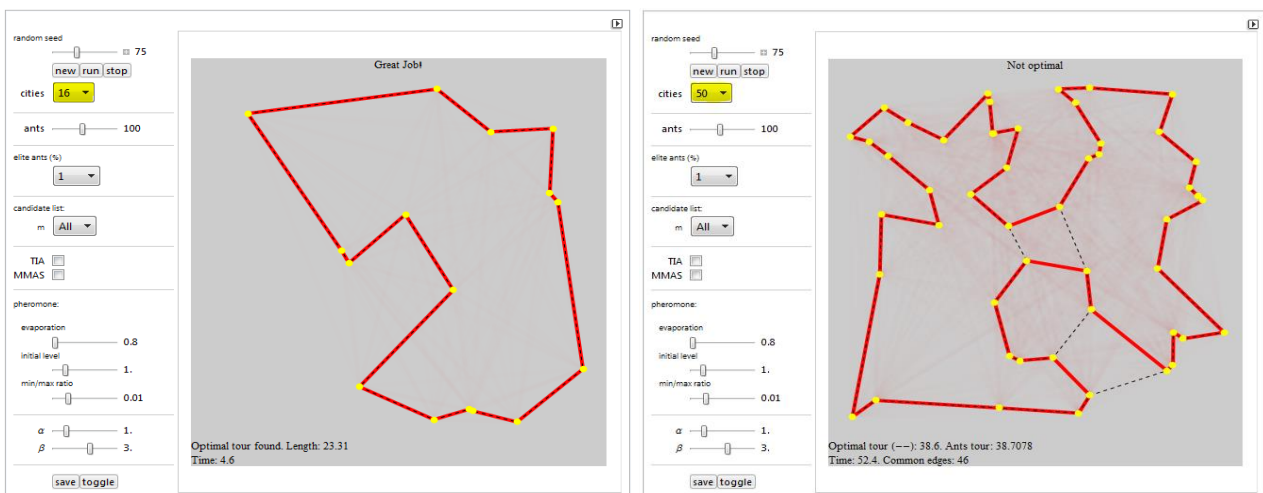 random seed
75
new run stop
cities 16
ants 100
elite ants (%)
1
candidate list:
m All
TIA
MMAS
pheromone:
evaporation
0.8
initial level
1.
min/max ratio
0.01
α 1.
β 3.
save toggle
Great Job!
Optimal tour found. Length: 23.31
Time: 4.6
random seed
75
new run stop
cities 50
ants 100
elite ants (%)
1
candidate list:
m All
TIA
MMAS
pheromone:
evaporation
0.8
initial level
1.
min/max ratio
0.01
α 1.
β 3.
save toggle
Not optimal
Optimal tour (−−): 38.6. Ants tour: 38.7078
Time: 52.4. Common edges: 46